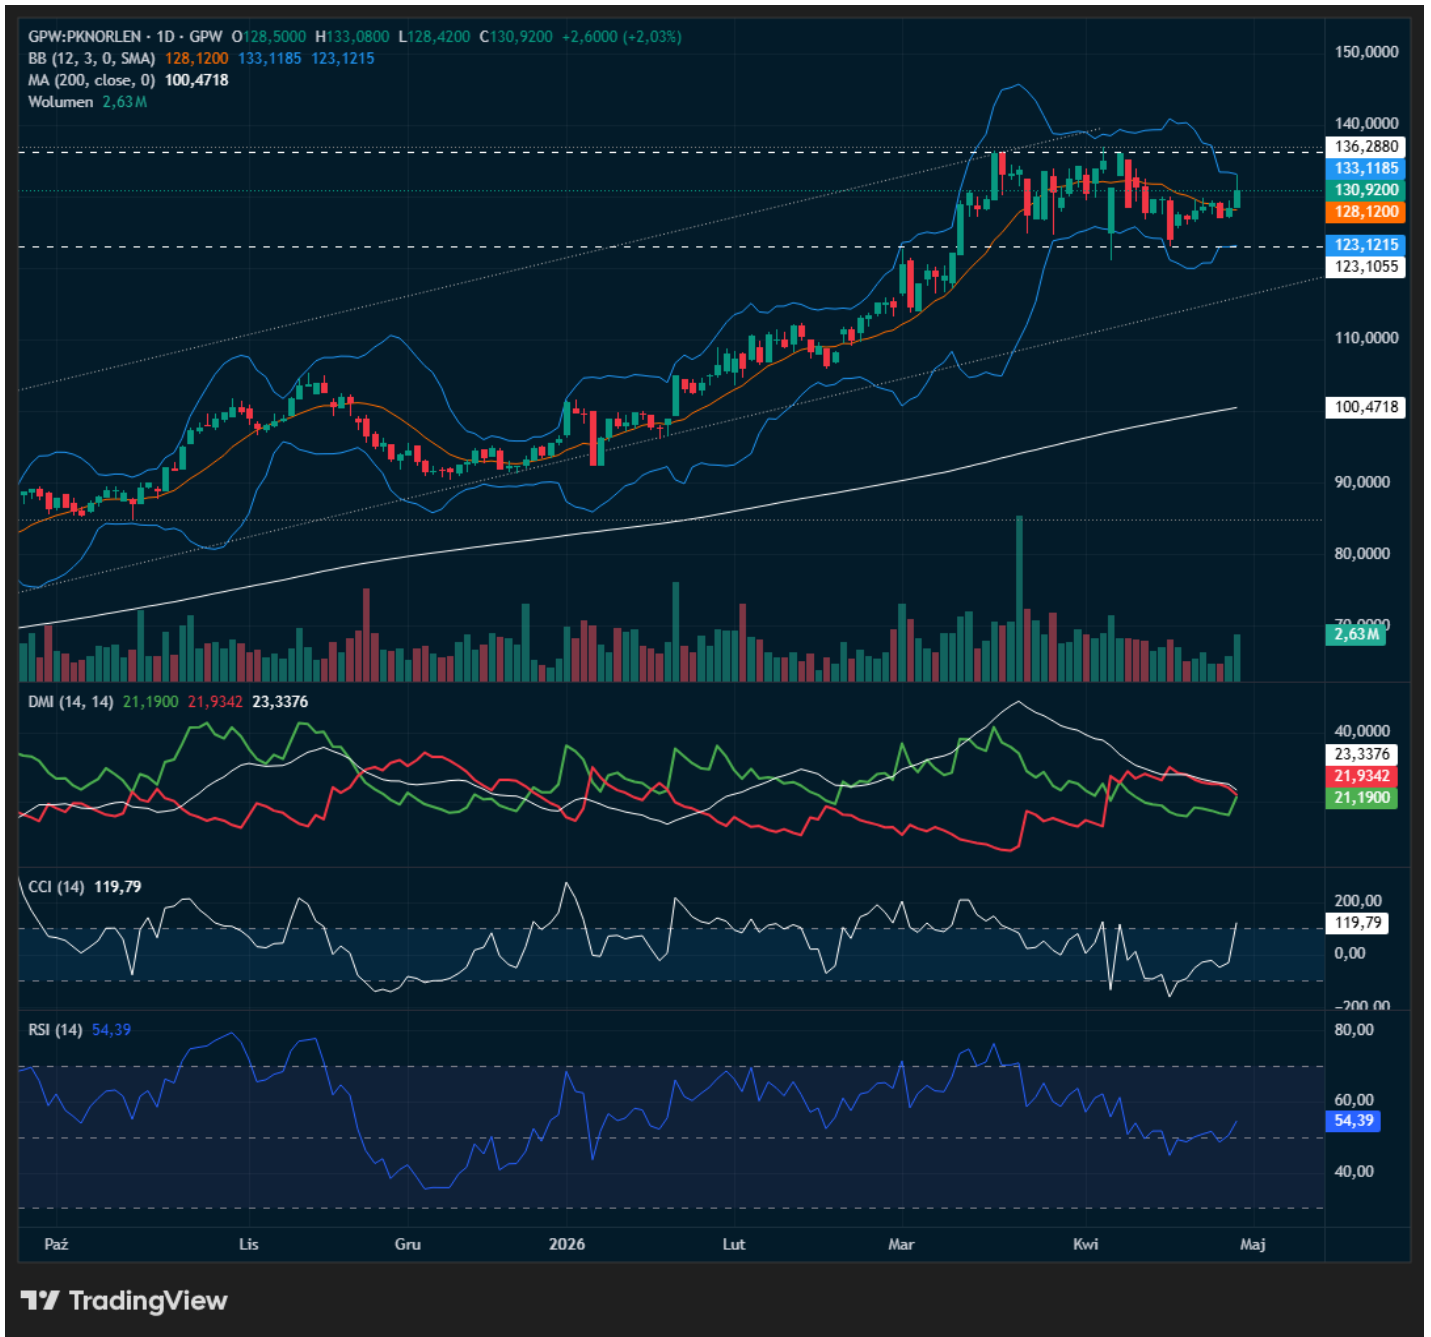 GPW:PKNORLEN · 1D · GPW O128,5000 H133,0800 L128,4200 C130,9200 +2,6000 (+2,03%)
BB (12, 3, 0, SMA) 128,1200 133,1185 123,1215
MA (200, close, 0) 100,4718
Wolumen 2,63M
150,0000
140,0000
136,2880
133,1185
130,9200
128,1200
123,1215
123,1055
110,0000
100,4718
90,0000
80,0000
70,0000
2,63M
DMI (14, 14) 21,1900 21,9342 23,3376
40,0000
23,3376
21,9342
21,1900
CCI (14) 119,79
200,00
119,79
0,00
−200,00
RSI (14) 54,39
80,00
60,00
54,39
40,00
Paź Lis Gru 2026 Lut Mar Kwi Maj
TradingView